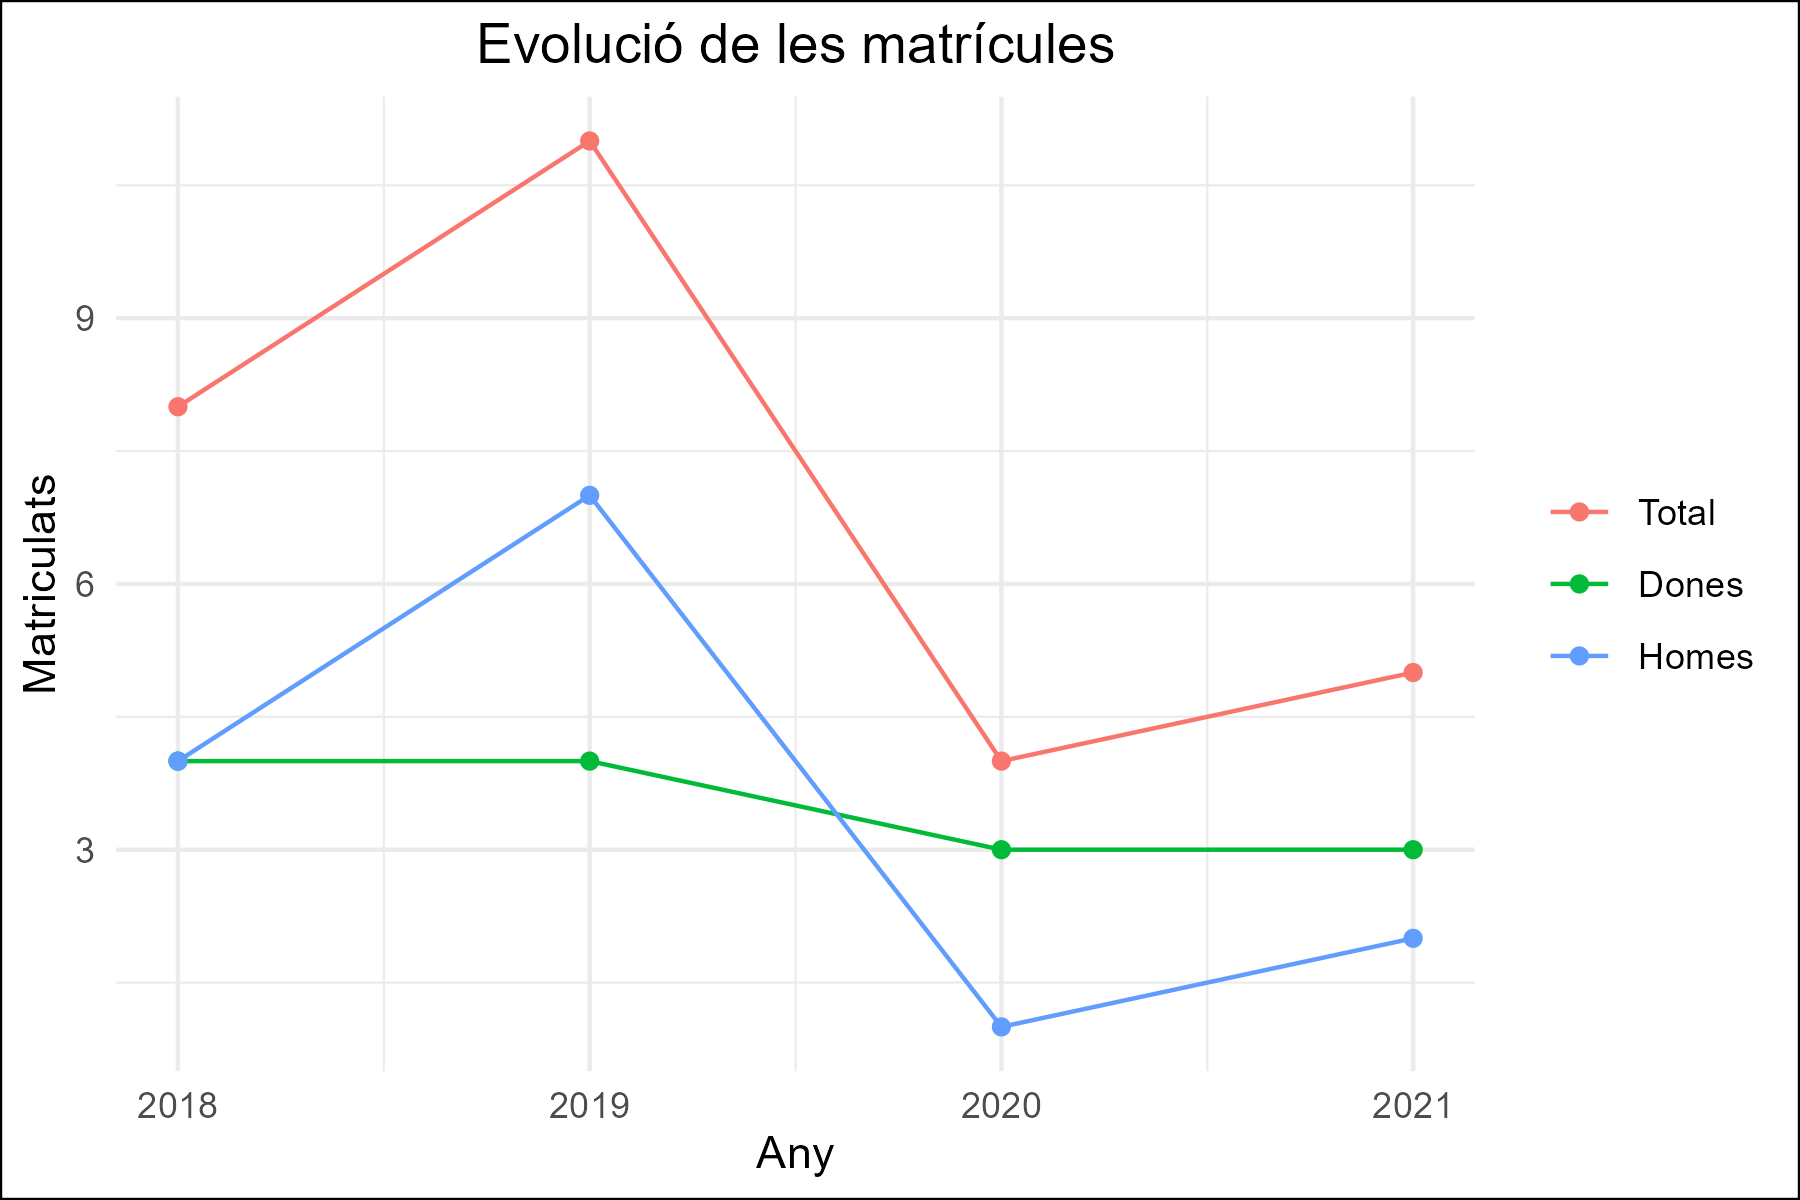 Evolució de les matrícules
Matriculats
9
6
3
2018
2019
2020
2021
Any
Total
Dones
Homes